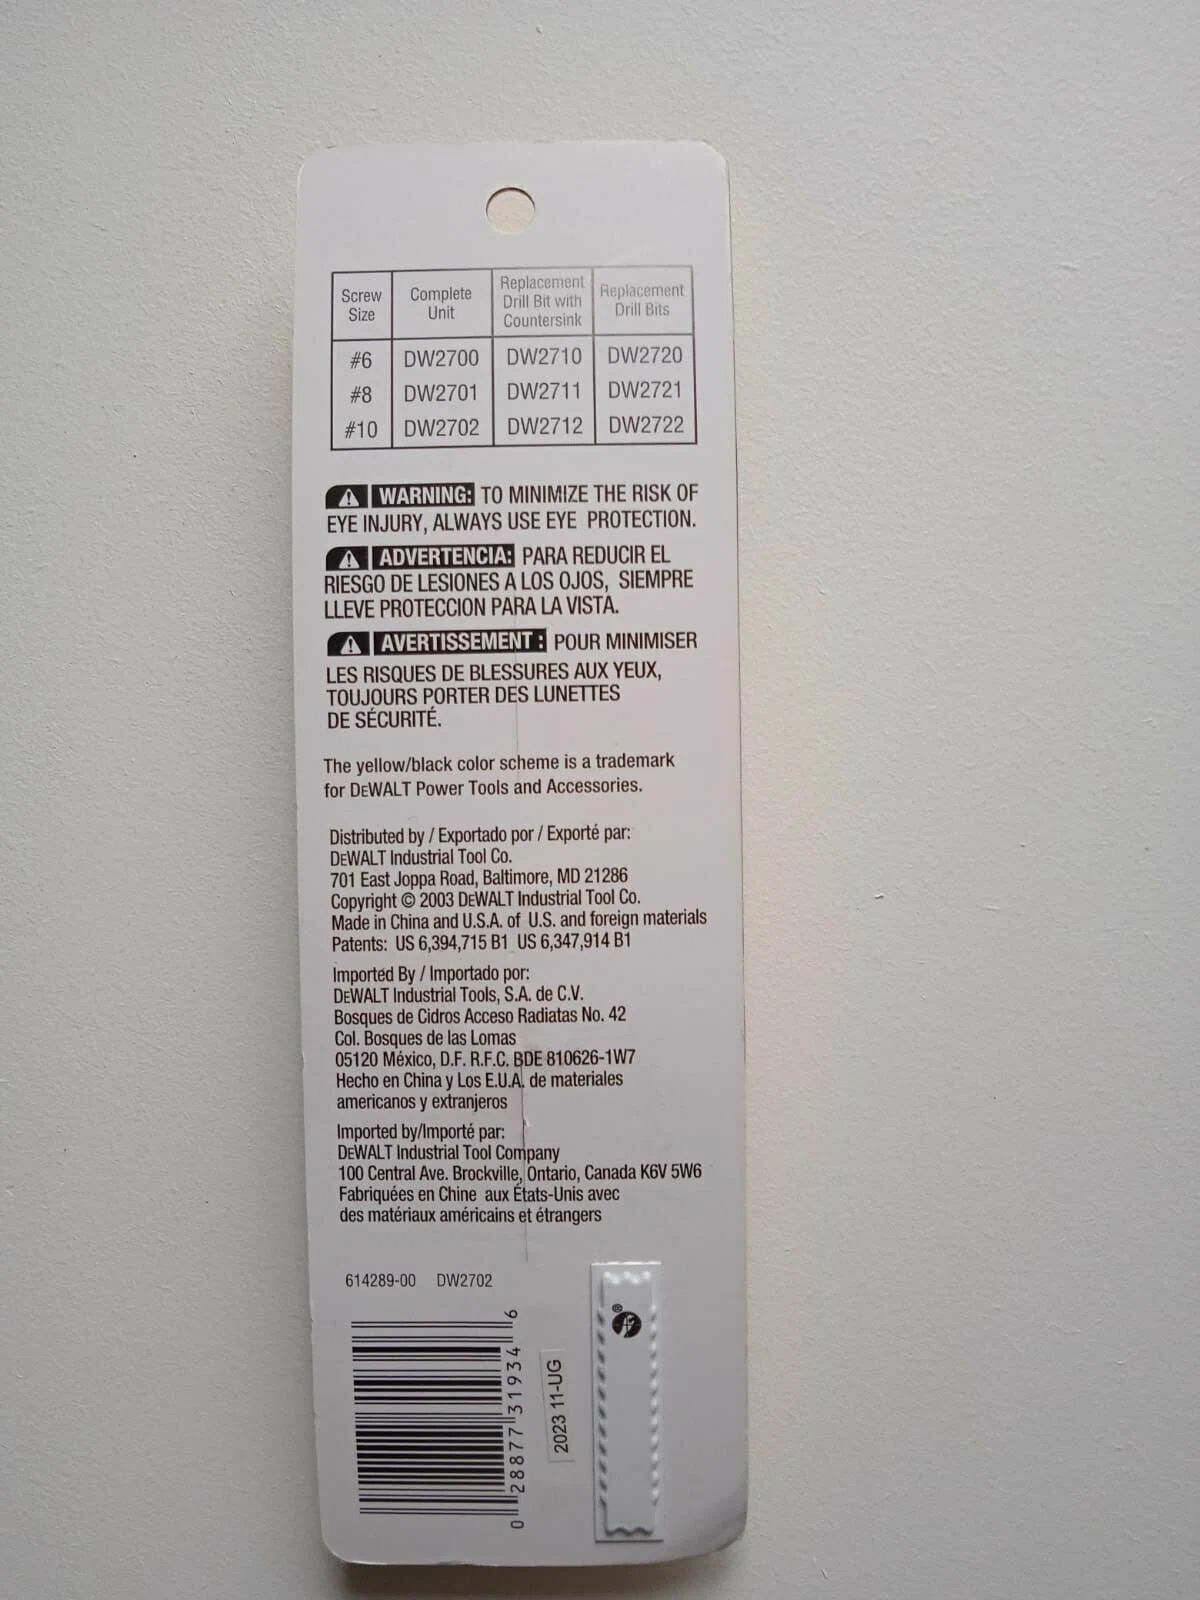 Screw Size | Complete Unit | Replacement Drill Bit with Countersink | Replacement Drill Bits
#6 DW2700 DW2710 DW2720
#8 DW2701 DW2711 DW2721
#10 DW2702 DW2712 DW2722
WARNING: TO MINIMIZE THE RISK OF
EYE INJURY, ALWAYS USE EYE PROTECTION.
ADVERTENCIA: PARA REDUCIR EL
RIESGO DE LESIONES A LOS OJOS, SIEMPRE
LLEVE PROTECCION PARA LA VISTA.
AVERTISSEMENT : POUR MINIMISER
LES RISQUES DE BLESSURES AUX YEUX,
TOUJOURS PORTER DES LUNETTES
DE SÉCURITÉ.
The yellow/black color scheme is a trademark
for DEWALT Power Tools and Accessories.
Distributed by / Exportado por / Exporté par:
DEWALT Industrial Tool Co.
701 East Joppa Road, Baltimore, MD 21286
Copyright © 2003 DEWALT Industrial Tool Co.
Made in China and U.S.A. of U.S. and foreign materials
Patents: US 6,394,715 B1 US 6,347,914 B1
Imported By / Importado por:
DEWALT Industrial Tools, S.A. de C.V.
Bosques de Cidros Acceso Radiatas No. 42
Col. Bosques de las Lomas
05120 México, D.F. R.F.C. BDE 810626-1W7
Hecho en China y Los E.U.A. de materiales
americanos y extranjeros
Imported by/Importé par:
DEWALT Industrial Tool Company
100 Central Ave. Brockville, Ontario, Canada K6V 5W6
Fabriquées en Chine aux États-Unis avec
des matériaux américains et étrangers
614289-00 DW2702
0 28877 31934 6
2023 11-UG
®